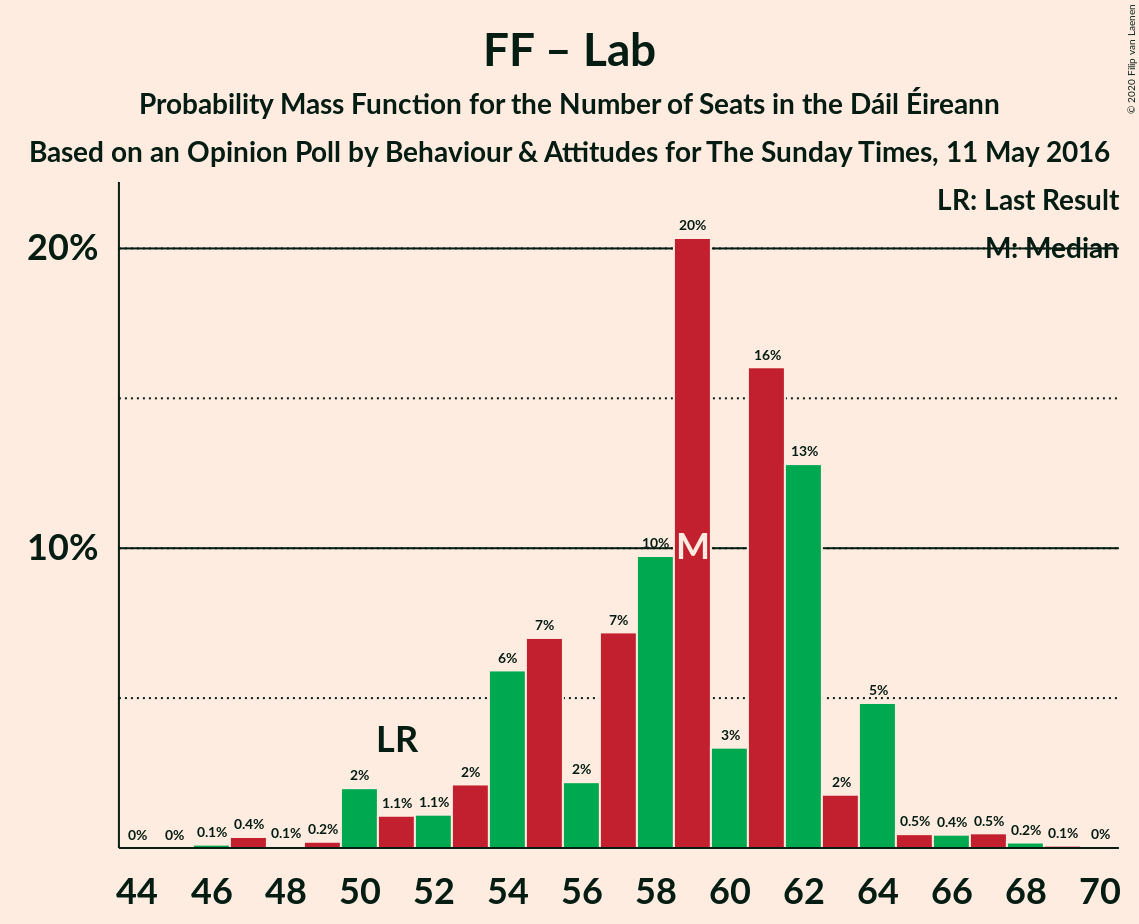 © 2020 Filip van Laenen
FF – Lab
Probability Mass Function for the Number of Seats in the Dáil Éireann
Based on an Opinion Poll by Behaviour & Attitudes for The Sunday Times, 11 May 2016
LR: Last Result
M: Median
20%
10%
0% 0% 0.1% 0.4% 0.1% 0.2% 2% 1.1% 1.1% 2% 6% 7% 2% 7% 10% 20% 3% 16% 13% 2% 5% 0.5% 0.4% 0.5% 0.2% 0.1% 0%
LR
M
44 46 48 50 52 54 56 58 60 62 64 66 68 70